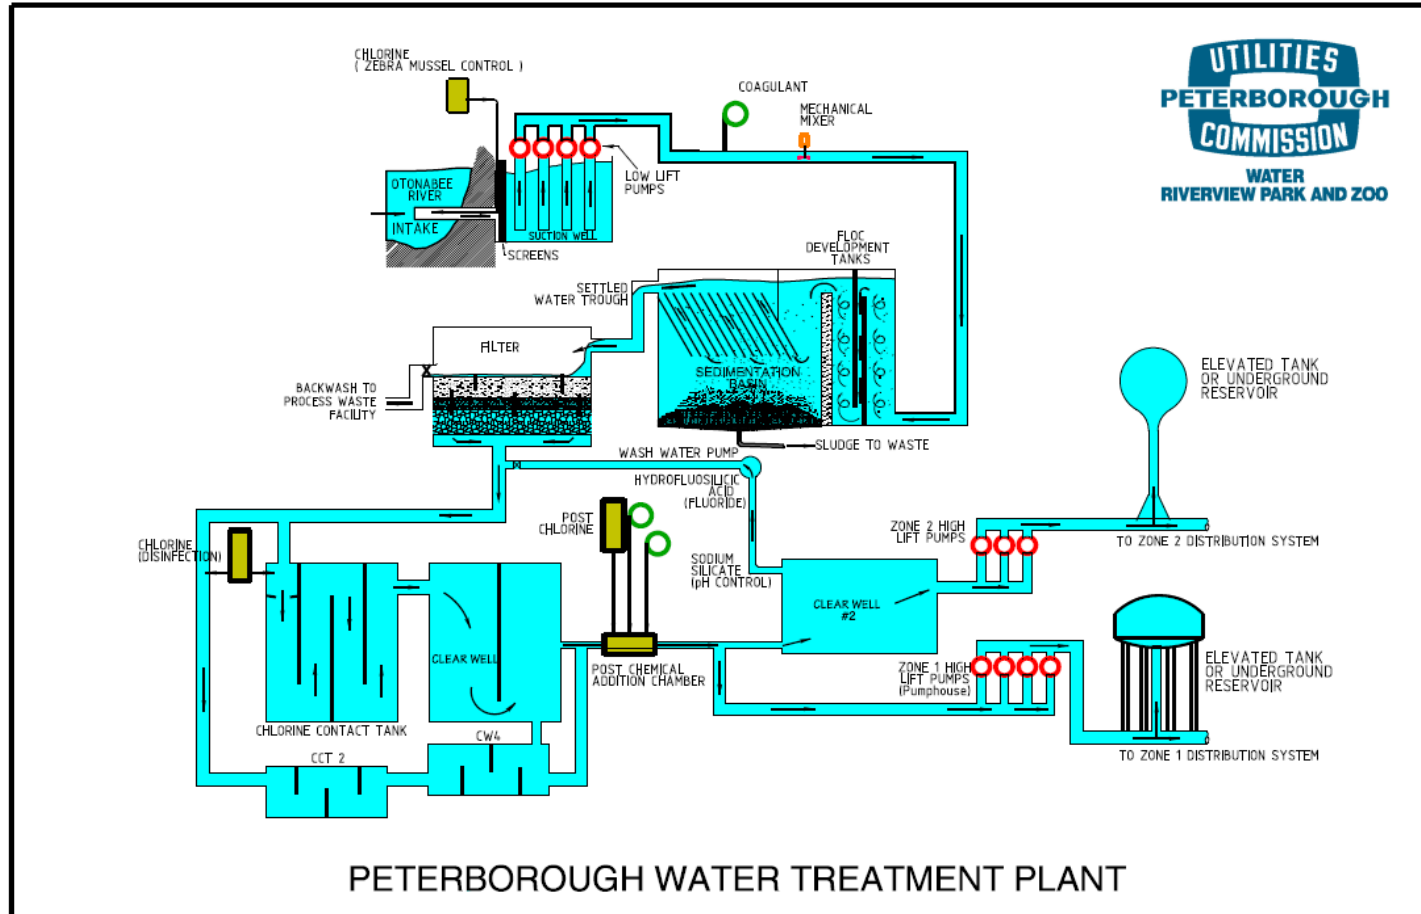 CHLORINE
( ZEBRA MUSSEL CONTROL )
COAGULANT
MECHANICAL
MIXER
UTILITIES
PETERBOROUGH
COMMISSION
WATER
RIVERVIEW PARK AND ZOO
OTONABEE
RIVER
INTAKE
LOW LIFT
PUMPS
SUCTION WELL
SCREENS
FLOC
DEVELOPMENT
TANKS
SETTLED
WATER TROUGH
FILTER
SEDIMENTATION
BASIN
BACKWASH TO
PROCESS WASTE
FACILITY
SLUDGE TO WASTE
ELEVATED TANK
OR UNDERGROUND
RESERVOIR
WASH WATER PUMP
HYDROFLUOSILICIC
ACID
(FLUORIDE)
POST
CHLORINE
CHLORINE
(DISINFECTION)
SODIUM
SILICATE
(pH CONTROL)
ZONE 2 HIGH
LIFT PUMPS
TO ZONE 2 DISTRIBUTION SYSTEM
CLEAR WELL
#2
CLEAR WELL
POST CHEMICAL
ADDITION CHAMBER
ZONE 1 HIGH
LIFT PUMPS
(Pumphouse)
ELEVATED TANK
OR UNDERGROUND
RESERVOIR
CHLORINE CONTACT TANK
CW4
CCT 2
TO ZONE 1 DISTRIBUTION SYSTEM
PETERBOROUGH WATER TREATMENT PLANT